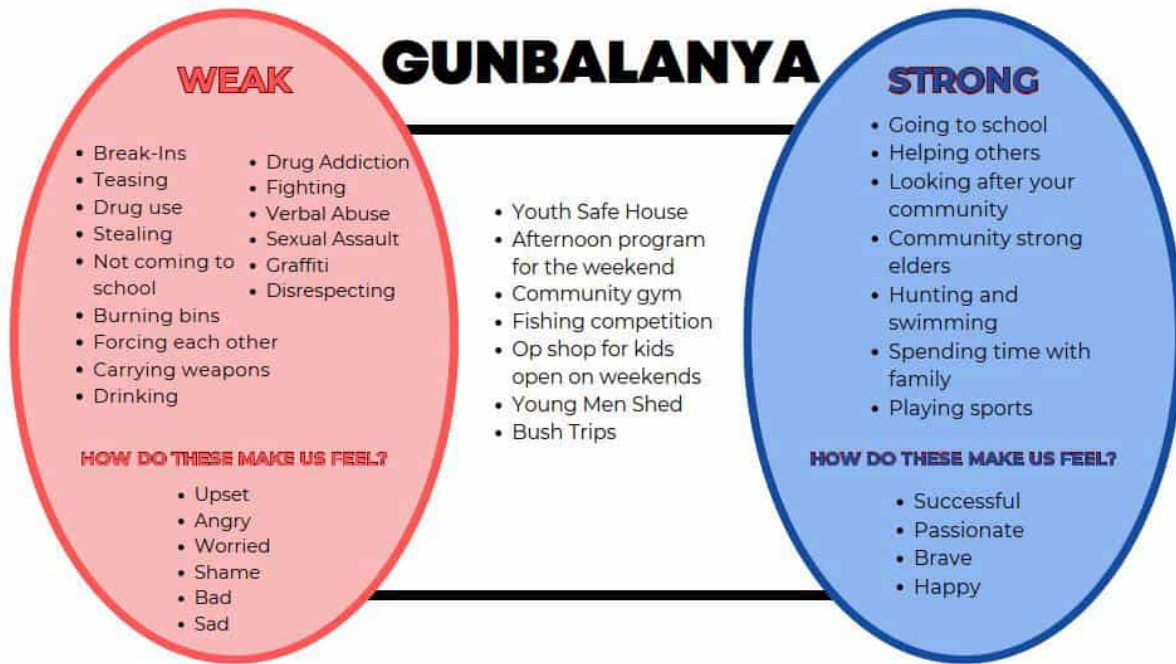 GUNBALANYA
WEAK
• Break-Ins
• Teasing
• Drug use
• Stealing
• Not coming to
school
• Burning bins
• Forcing each other
• Carrying weapons
• Drinking
• Drug Addiction
• Fighting
• Verbal Abuse
• Sexual Assault
• Graffiti
• Disrespecting
HOW DO THESE MAKE US FEEL?
• Upset
• Angry
• Worried
• Shame
• Bad
• Sad
• Youth Safe House
• Afternoon program
for the weekend
• Community gym
• Fishing competition
• Op shop for kids
open on weekends
• Young Men Shed
• Bush Trips
STRONG
• Going to school
• Helping others
• Looking after your
community
• Community strong
elders
• Hunting and
swimming
• Spending time with
family
• Playing sports
HOW DO THESE MAKE US FEEL?
• Successful
• Passionate
• Brave
• Happy